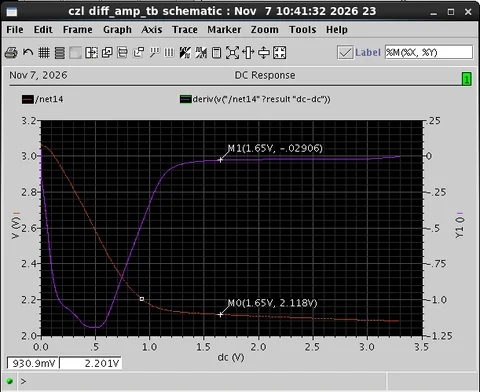 czl diff_amp_tb schematic : Nov 7 10:41:32 2026 23
File Edit Frame Graph Axis Trace Marker Zoom Tools Help
Label %M(%X, %Y)
Nov 7, 2026 DC Response 1
/net14 deriv(v("/net14" ?result "dc-dc"))
3.2 .25
M1(1.65V, -.02906)
3.0 0
2.8 -.25
V (V) Y1 ()
2.6 -.5
2.4 -.75
M0(1.65V, 2.118V)
2.2 -1.0
2.0 -1.25
0.0 .5 1.0 1.5 2.0 2.5 3.0 3.5
dc (V)
930.9mV 2.201V
>